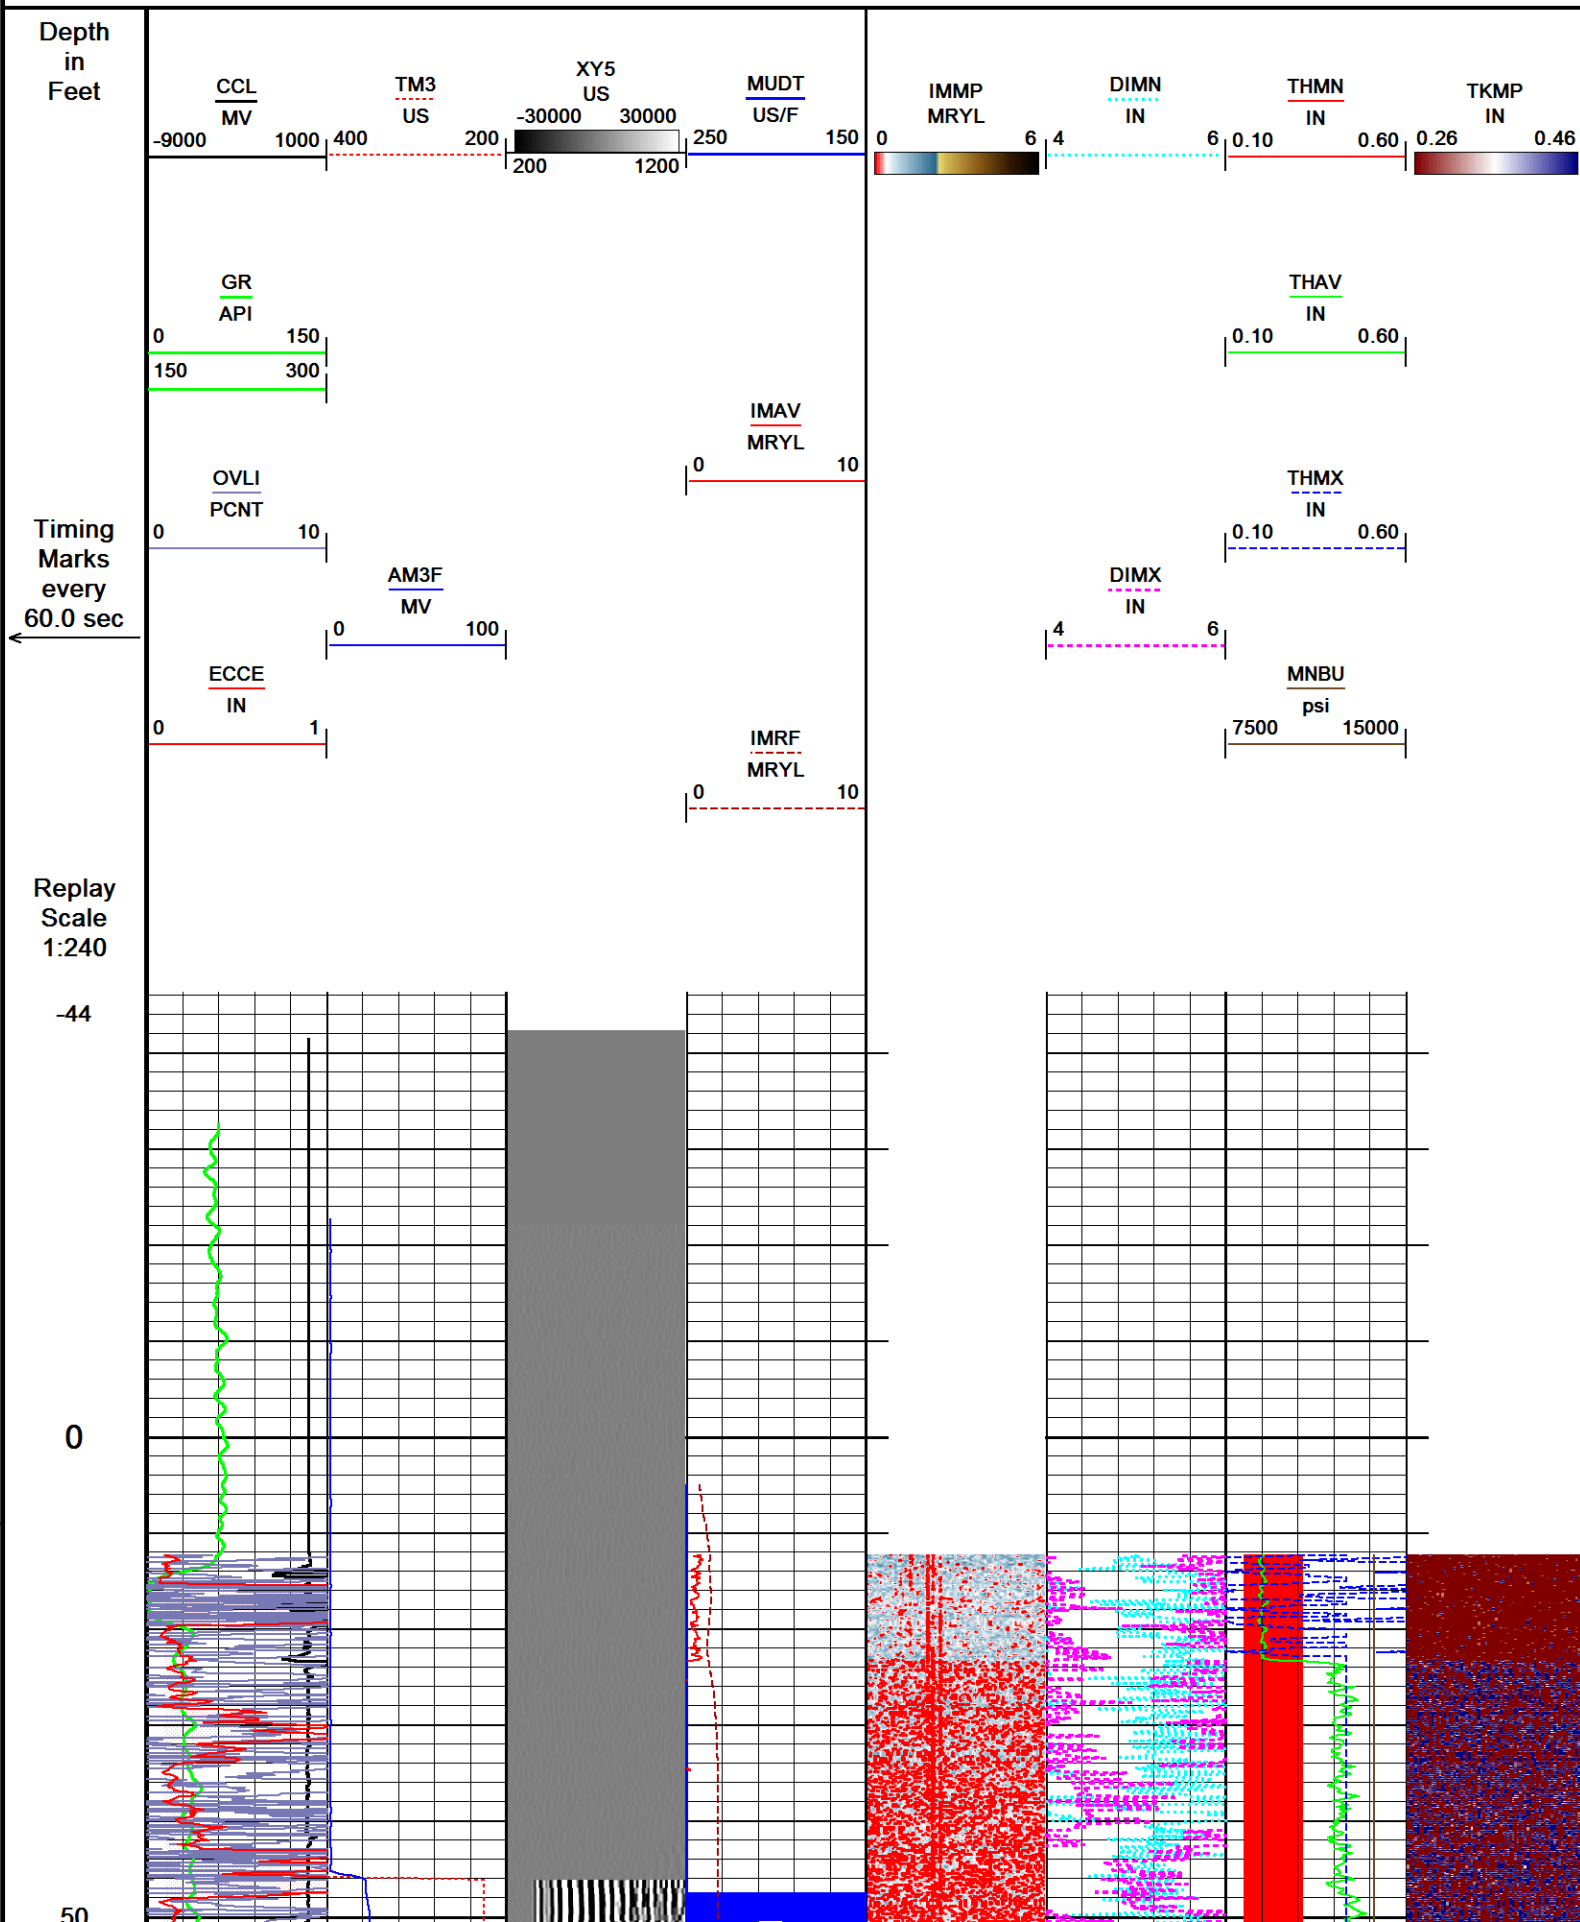 Depth
in
Feet
CCL
MV
-9000 1000
TM3
US
400 200
XY5
US
-30000 30000
200 1200
MUDT
US/F
250 150
IMMP
MRYL
0 6
DIMN
IN
4 6
THMN
IN
0.10 0.60
TKMP
IN
0.26 0.46
GR
API
0 150
150 300
THAV
IN
0.10 0.60
IMAV
MRYL
0 10
OVLI
PCNT
0 10
THMX
IN
0.10 0.60
Timing
Marks
every
60.0 sec
AM3F
MV
0 100
DIMX
IN
4 6
ECCE
IN
0 1
MNBU
psi
7500 15000
IMRF
MRYL
0 10
Replay
Scale
1:240
-44
0
50